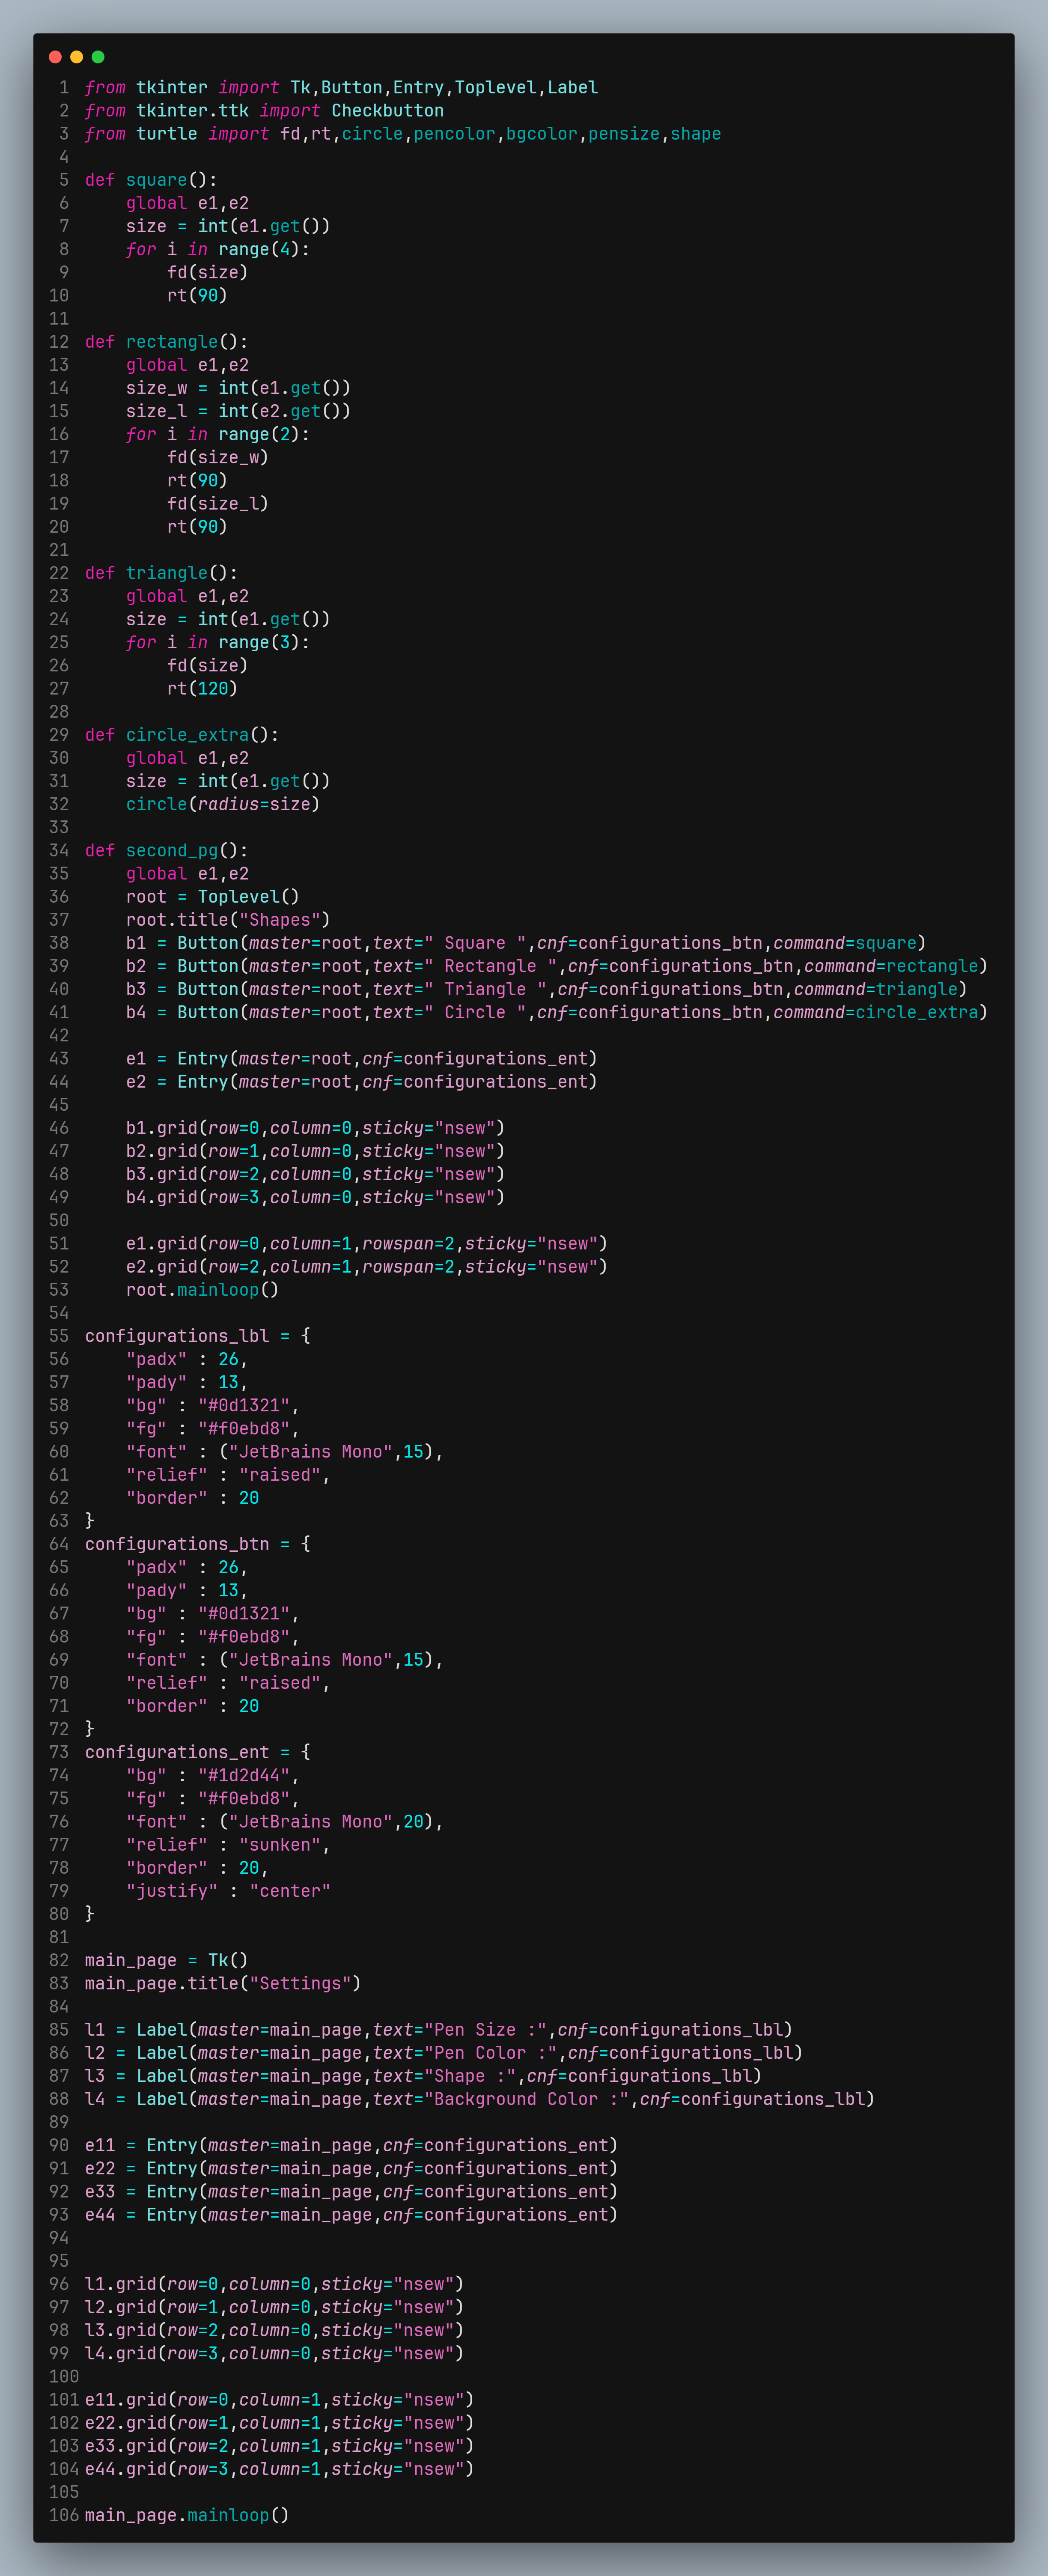 1 from tkinter import Tk,Button,Entry,Toplevel,Label
2 from tkinter.ttk import Checkbutton
3 from turtle import fd,rt,circle,pencolor,bgcolor,pensize,shape
4
5 def square():
6     global e1,e2
7     size = int(e1.get())
8     for i in range(4):
9         fd(size)
10         rt(90)
11
12 def rectangle():
13     global e1,e2
14     size_w = int(e1.get())
15     size_l = int(e2.get())
16     for i in range(2):
17         fd(size_w)
18         rt(90)
19         fd(size_l)
20         rt(90)
21
22 def triangle():
23     global e1,e2
24     size = int(e1.get())
25     for i in range(3):
26         fd(size)
27         rt(120)
28
29 def circle_extra():
30     global e1,e2
31     size = int(e1.get())
32     circle(radius=size)
33
34 def second_pg():
35     global e1,e2
36     root = Toplevel()
37     root.title("Shapes")
38     b1 = Button(master=root,text=" Square ",cnf=configurations_btn,command=square)
39     b2 = Button(master=root,text=" Rectangle ",cnf=configurations_btn,command=rectangle)
40     b3 = Button(master=root,text=" Triangle ",cnf=configurations_btn,command=triangle)
41     b4 = Button(master=root,text=" Circle ",cnf=configurations_btn,command=circle_extra)
42
43     e1 = Entry(master=root,cnf=configurations_ent)
44     e2 = Entry(master=root,cnf=configurations_ent)
45
46     b1.grid(row=0,column=0,sticky="nsew")
47     b2.grid(row=1,column=0,sticky="nsew")
48     b3.grid(row=2,column=0,sticky="nsew")
49     b4.grid(row=3,column=0,sticky="nsew")
50
51     e1.grid(row=0,column=1,rowspan=2,sticky="nsew")
52     e2.grid(row=2,column=1,rowspan=2,sticky="nsew")
53     root.mainloop()
54
55 configurations_lbl = {
56     "padx" : 26,
57     "pady" : 13,
58     "bg" : "#0d1321",
59     "fg" : "#f0ebd8",
60     "font" : ("JetBrains Mono",15),
61     "relief" : "raised",
62     "border" : 20
63 }
64 configurations_btn = {
65     "padx" : 26,
66     "pady" : 13,
67     "bg" : "#0d1321",
68     "fg" : "#f0ebd8",
69     "font" : ("JetBrains Mono",15),
70     "relief" : "raised",
71     "border" : 20
72 }
73 configurations_ent = {
74     "bg" : "#1d2d44",
75     "fg" : "#f0ebd8",
76     "font" : ("JetBrains Mono",20),
77     "relief" : "sunken",
78     "border" : 20,
79     "justify" : "center"
80 }
81
82 main_page = Tk()
83 main_page.title("Settings")
84
85 l1 = Label(master=main_page,text="Pen Size :",cnf=configurations_lbl)
86 l2 = Label(master=main_page,text="Pen Color :",cnf=configurations_lbl)
87 l3 = Label(master=main_page,text="Shape :",cnf=configurations_lbl)
88 l4 = Label(master=main_page,text="Background Color :",cnf=configurations_lbl)
89
90 e11 = Entry(master=main_page,cnf=configurations_ent)
91 e22 = Entry(master=main_page,cnf=configurations_ent)
92 e33 = Entry(master=main_page,cnf=configurations_ent)
93 e44 = Entry(master=main_page,cnf=configurations_ent)
94
95
96 l1.grid(row=0,column=0,sticky="nsew")
97 l2.grid(row=1,column=0,sticky="nsew")
98 l3.grid(row=2,column=0,sticky="nsew")
99 l4.grid(row=3,column=0,sticky="nsew")
100
101 e11.grid(row=0,column=1,sticky="nsew")
102 e22.grid(row=1,column=1,sticky="nsew")
103 e33.grid(row=2,column=1,sticky="nsew")
104 e44.grid(row=3,column=1,sticky="nsew")
105
106 main_page.mainloop()